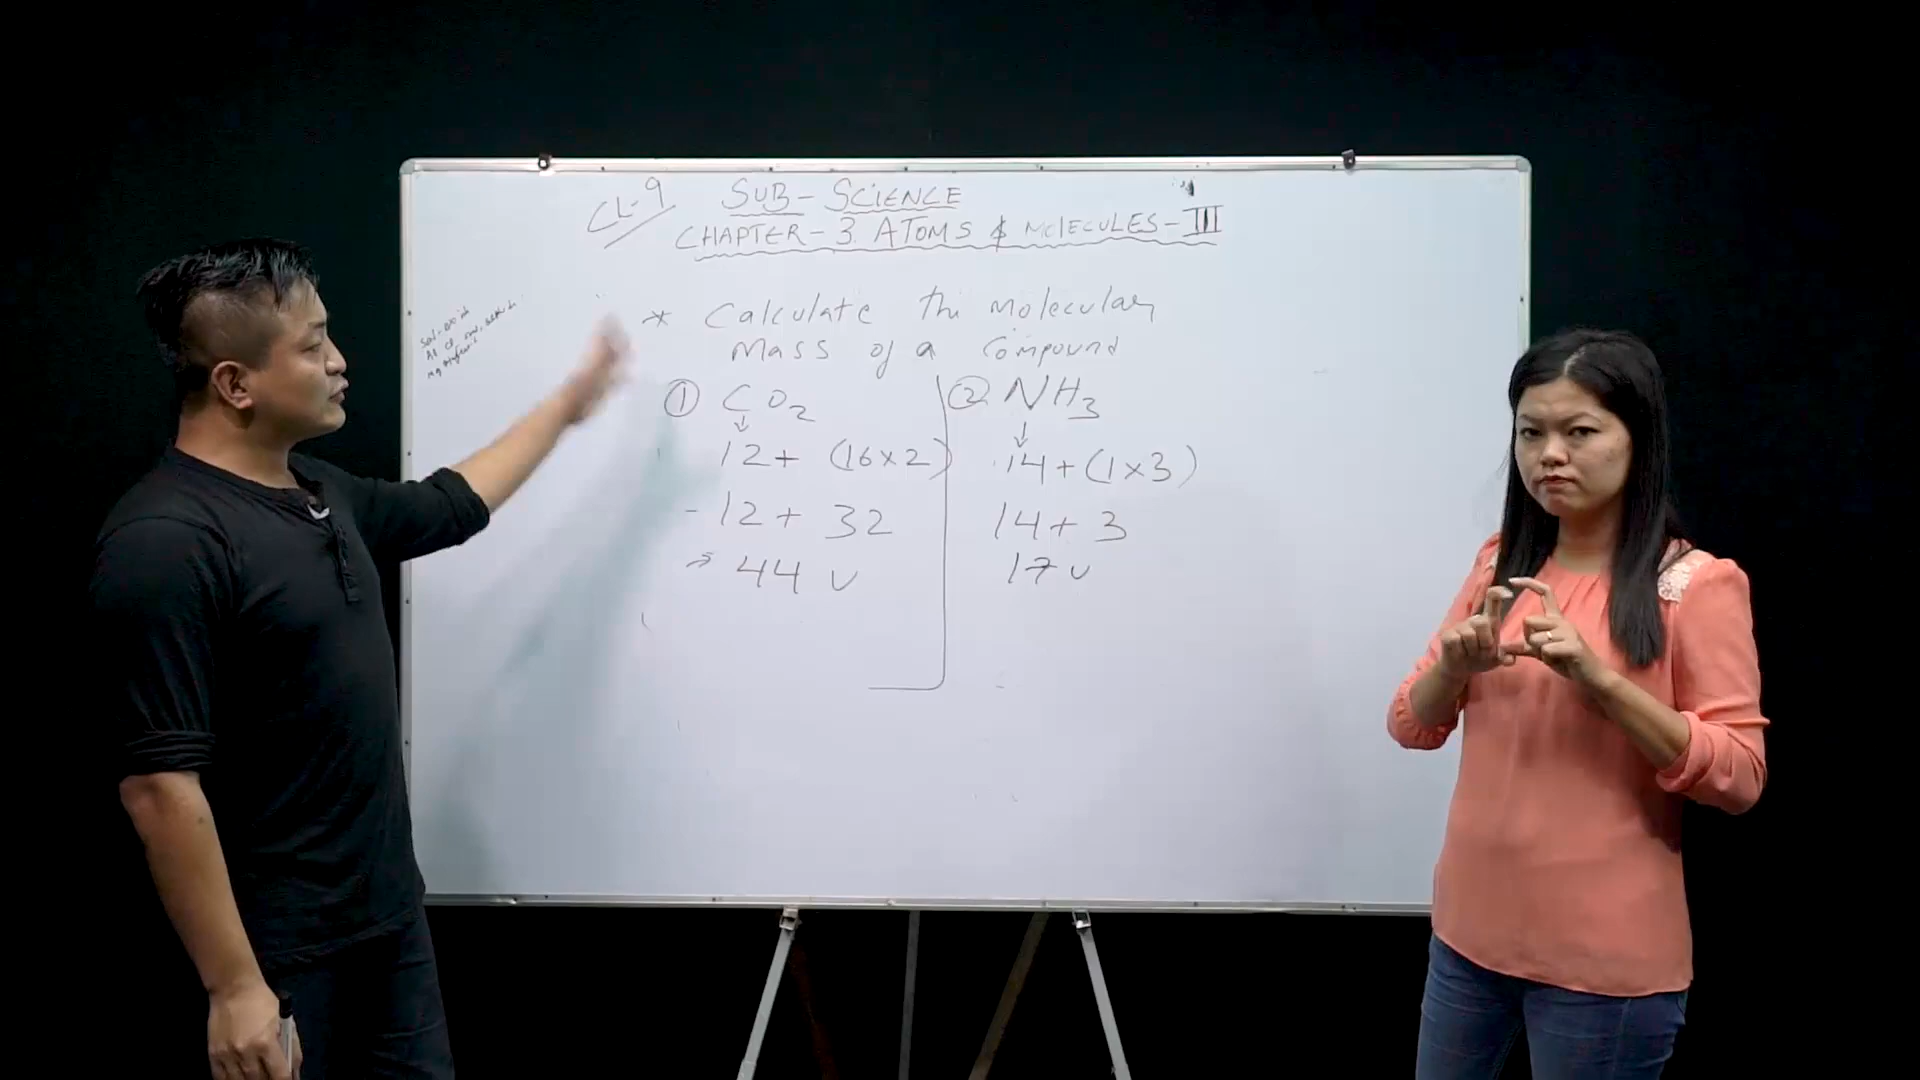 CL-9 SUB-SCIENCE
CHAPTER-3. ATOMS & MOLECULES-III
* Calculate the Molecular
Mass of a Compound
① CO2
↓
12+ (16×2)
- 12 + 32
→ 44 u
② NH3
↓
14+(1×3)
14+ 3
17 u